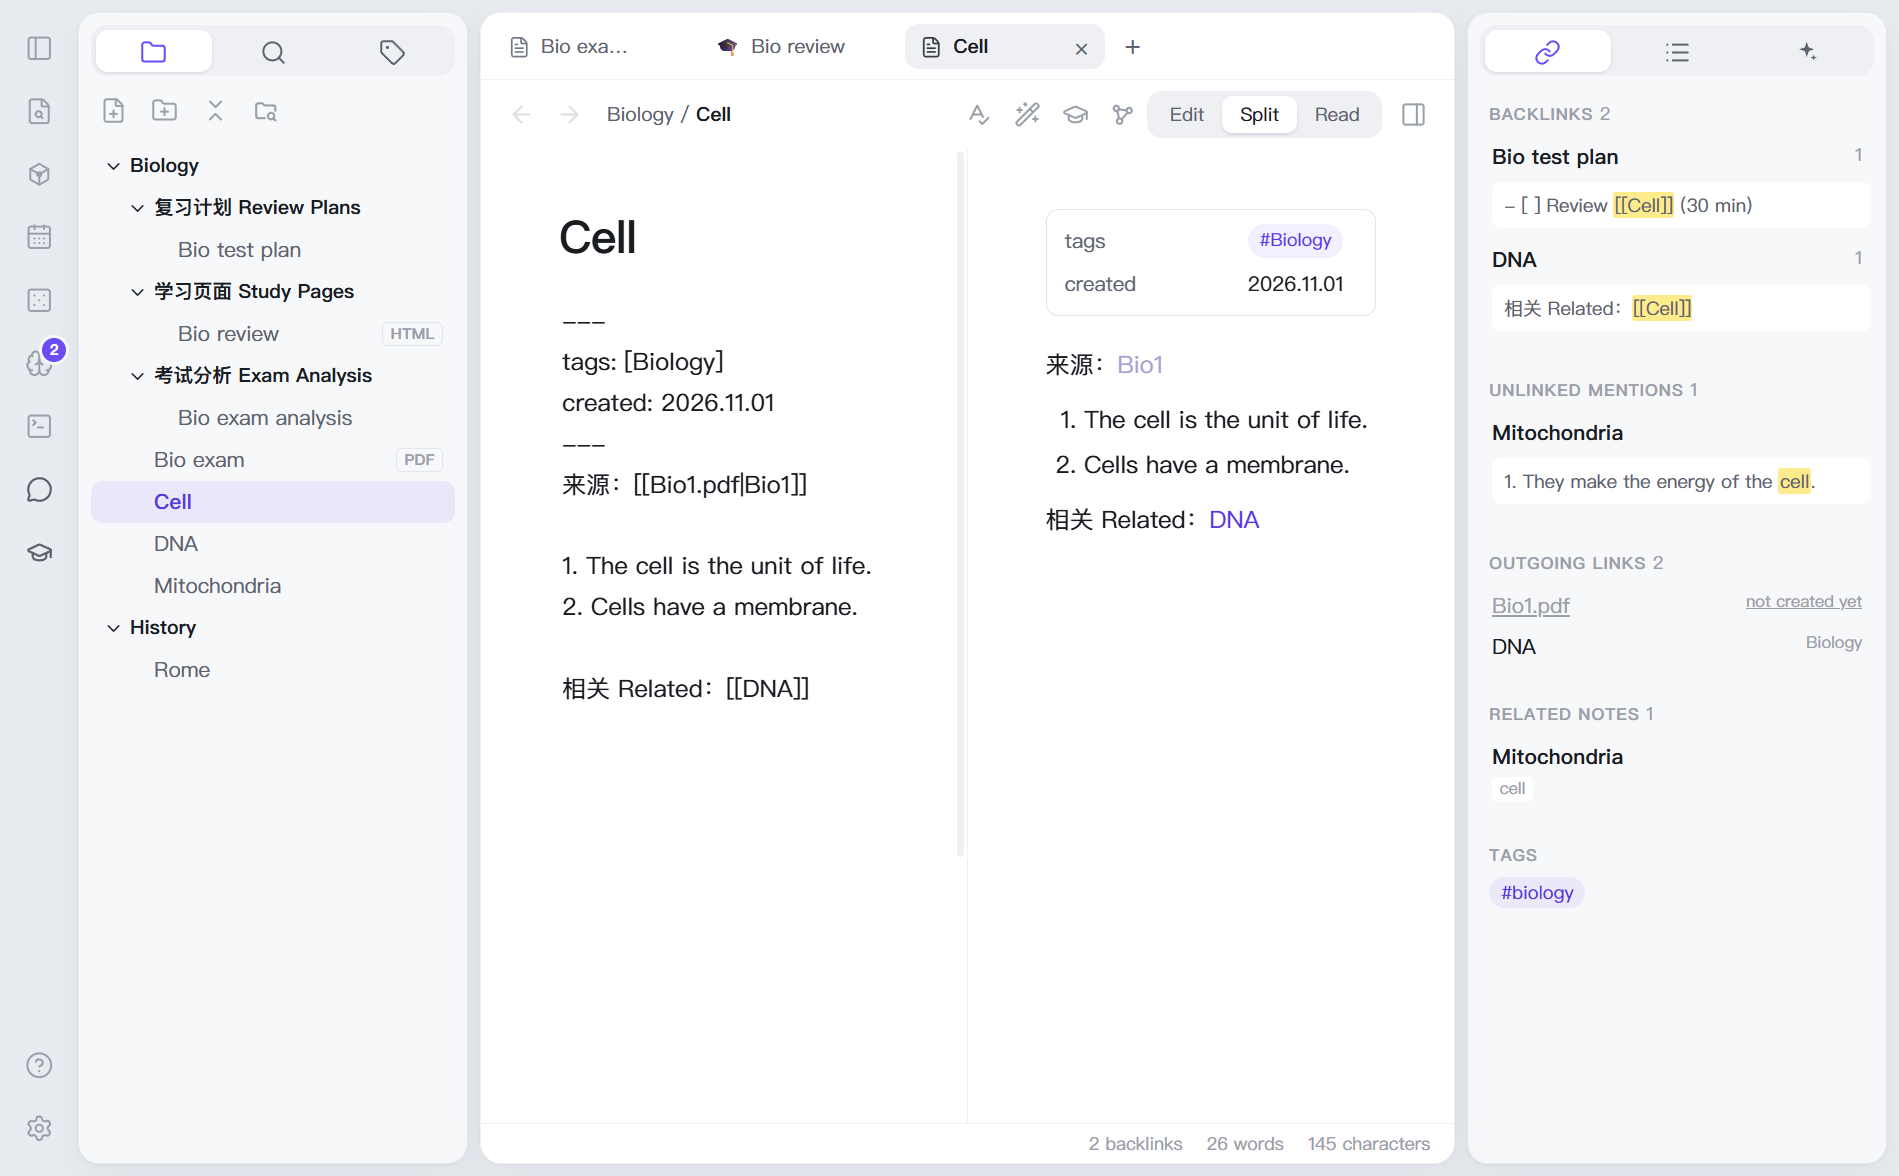 2
Biology
复习计划 Review Plans
Bio test plan
学习页面 Study Pages
Bio review HTML
考试分析 Exam Analysis
Bio exam analysis
Bio exam PDF
Cell
DNA
Mitochondria
History
Rome
Bio exa...
Bio review
Cell
Biology / Cell
Edit Split Read
Cell
---
tags: [Biology]
created: 2026.11.01
---
来源：[[Bio1.pdf|Bio1]]
1. The cell is the unit of life.
2. Cells have a membrane.
相关 Related：[[DNA]]
tags #Biology
created 2026.11.01
来源：Bio1
1. The cell is the unit of life.
2. Cells have a membrane.
相关 Related：DNA
2 backlinks 26 words 145 characters
BACKLINKS 2
Bio test plan 1
– [ ] Review [[Cell]] (30 min)
DNA 1
相关 Related：[[Cell]]
UNLINKED MENTIONS 1
Mitochondria
1. They make the energy of the cell.
OUTGOING LINKS 2
Bio1.pdf not created yet
DNA Biology
RELATED NOTES 1
Mitochondria
cell
TAGS
#biology